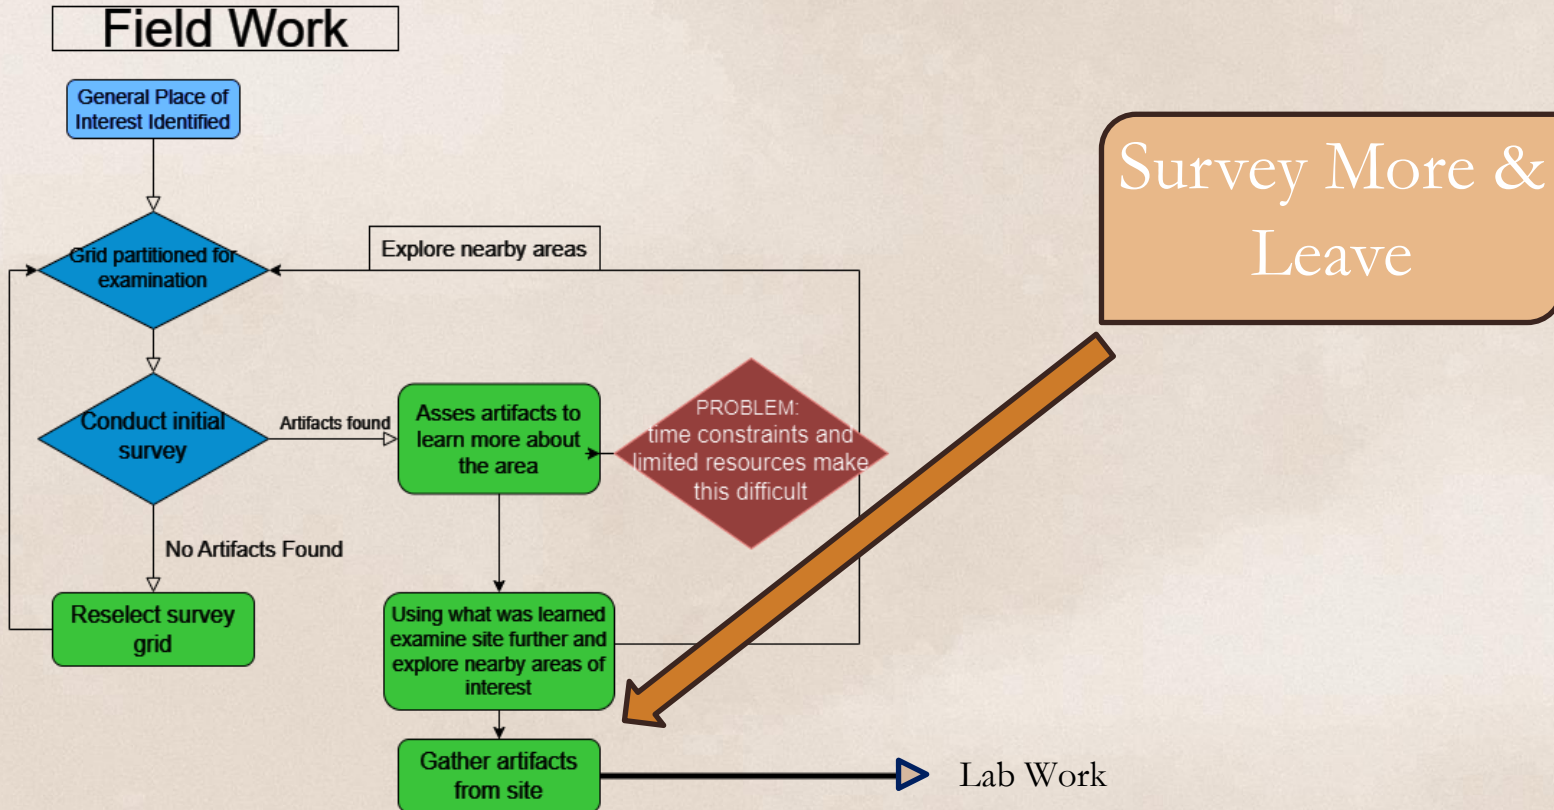 Field Work
General Place of
Interest Identified
Grid partitioned for
examination
Explore nearby areas
Survey More &
Leave
Conduct initial
survey
Artifacts found
Asses artifacts to
learn more about
the area
PROBLEM:
time constraints and
limited resources make
this difficult
No Artifacts Found
Reselect survey
grid
Using what was learned
examine site further and
explore nearby areas of
interest
Gather artifacts
from site
Lab Work